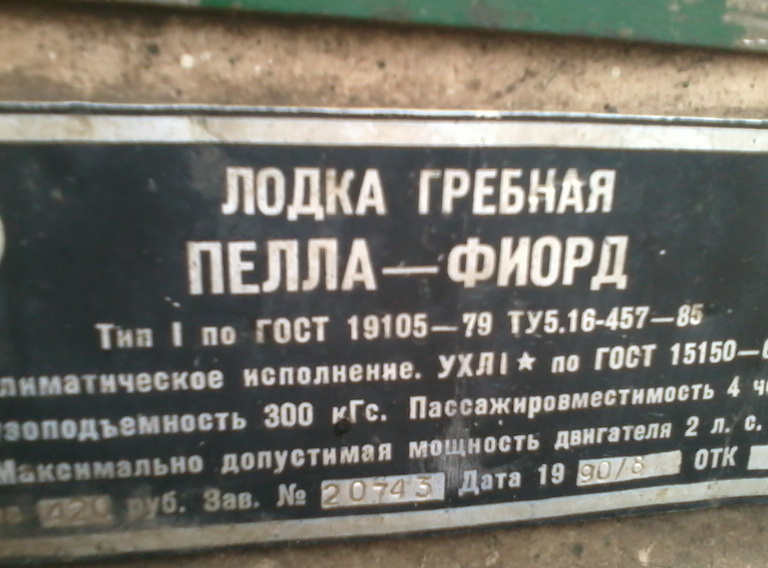 ЛОДКА ГРЕБНАЯ
ПЕЛЛА—ФИОРД
Тип I по ГОСТ 19105—79 ТУ5.16-457—85
лиматическое исполнение. УХЛI★ по ГОСТ 15150—6
зоподъемность 300 кГс. Пассажировместимость 4 че
Максимально допустимая мощность двигателя 2 л. с.
руб. Зав. № 20743 Дата 19 90/8 ОТК